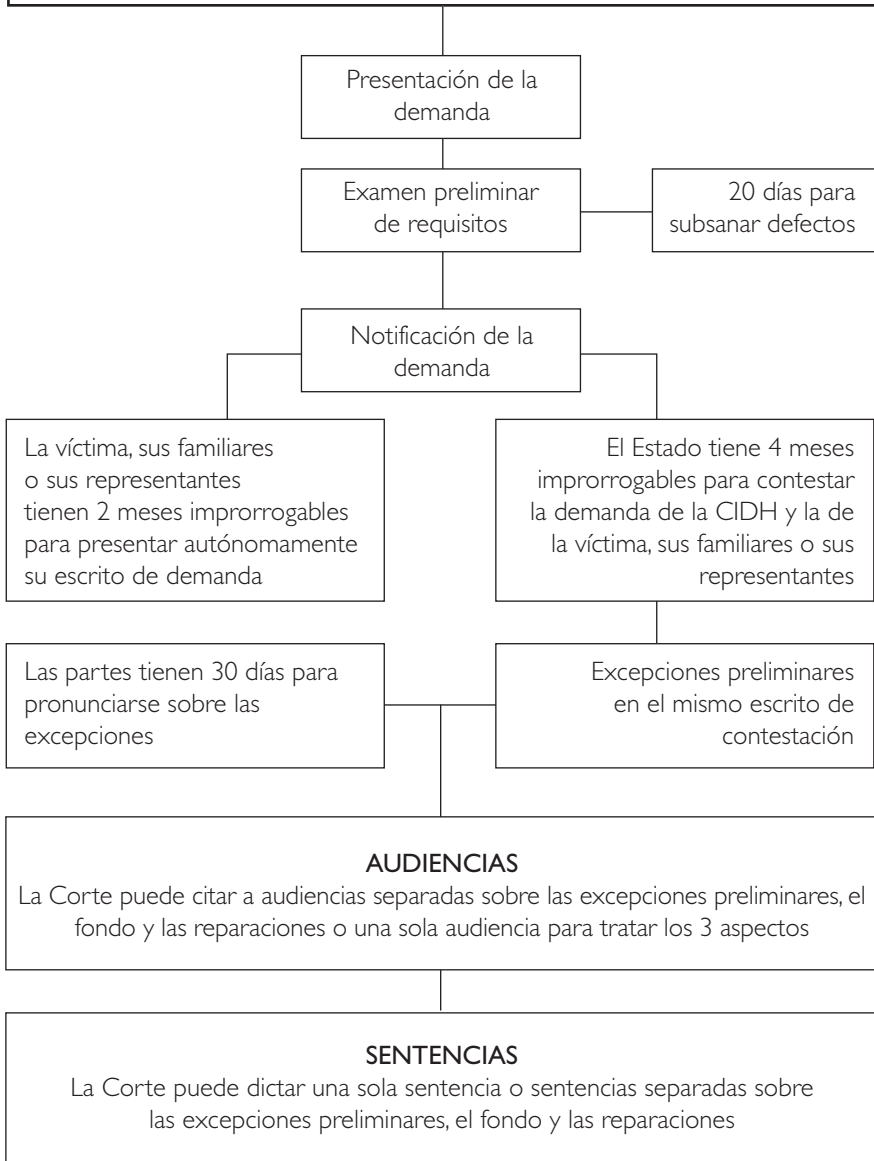 Presentación de la
demanda
Examen preliminar
de requisitos
20 días para
subsanar defectos
Notificación de la
demanda
La víctima, sus familiares
o sus representantes
tienen 2 meses improrrogables
para presentar autónomamente
su escrito de demanda
El Estado tiene 4 meses
improrrogables para contestar
la demanda de la CIDH y la de
la víctima, sus familiares o sus
representantes
Las partes tienen 30 días para
pronunciarse sobre las
excepciones
Excepciones preliminares
en el mismo escrito de
contestación
AUDIENCIAS
La Corte puede citar a audiencias separadas sobre las excepciones preliminares, el
fondo y las reparaciones o una sola audiencia para tratar los 3 aspectos
SENTENCIAS
La Corte puede dictar una sola sentencia o sentencias separadas sobre
las excepciones preliminares, el fondo y las reparaciones